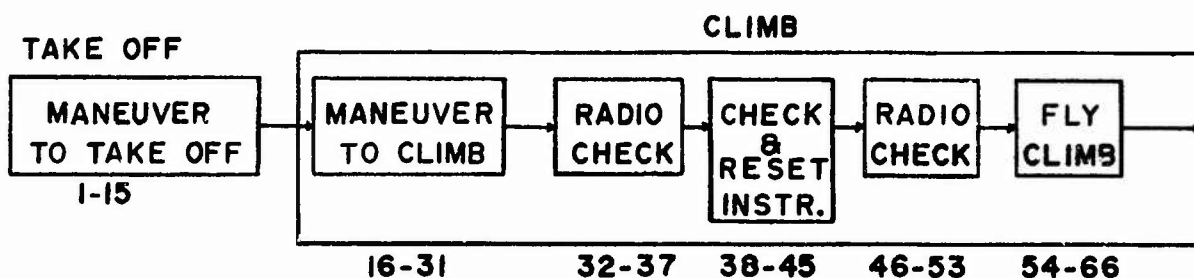 CLIMB
TAKE OFF
MANEUVER
TO TAKE OFF
1-15
MANEUVER
TO CLIMB
RADIO
CHECK
CHECK
&
RESET
INSTR.
RADIO
CHECK
FLY
CLIMB
16-31
32-37
38-45
46-53
54-66